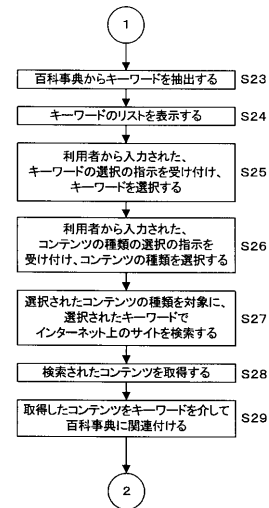 1
百科事典からキーワードを抽出する S23
キーワードのリストを表示する S24
利用者から入力された、
キーワードの選択の指示を受け付け、 S25
キーワードを選択する
利用者から入力された、
コンテンツの種類の選択の指示を S26
受け付け、コンテンツの種類を選択する
選択されたコンテンツの種類を対象に、
選択されたキーワードで S27
インターネット上のサイトを検索する
検索されたコンテンツを取得する S28
取得したコンテンツをキーワードを介して S29
百科事典に関連付ける
2